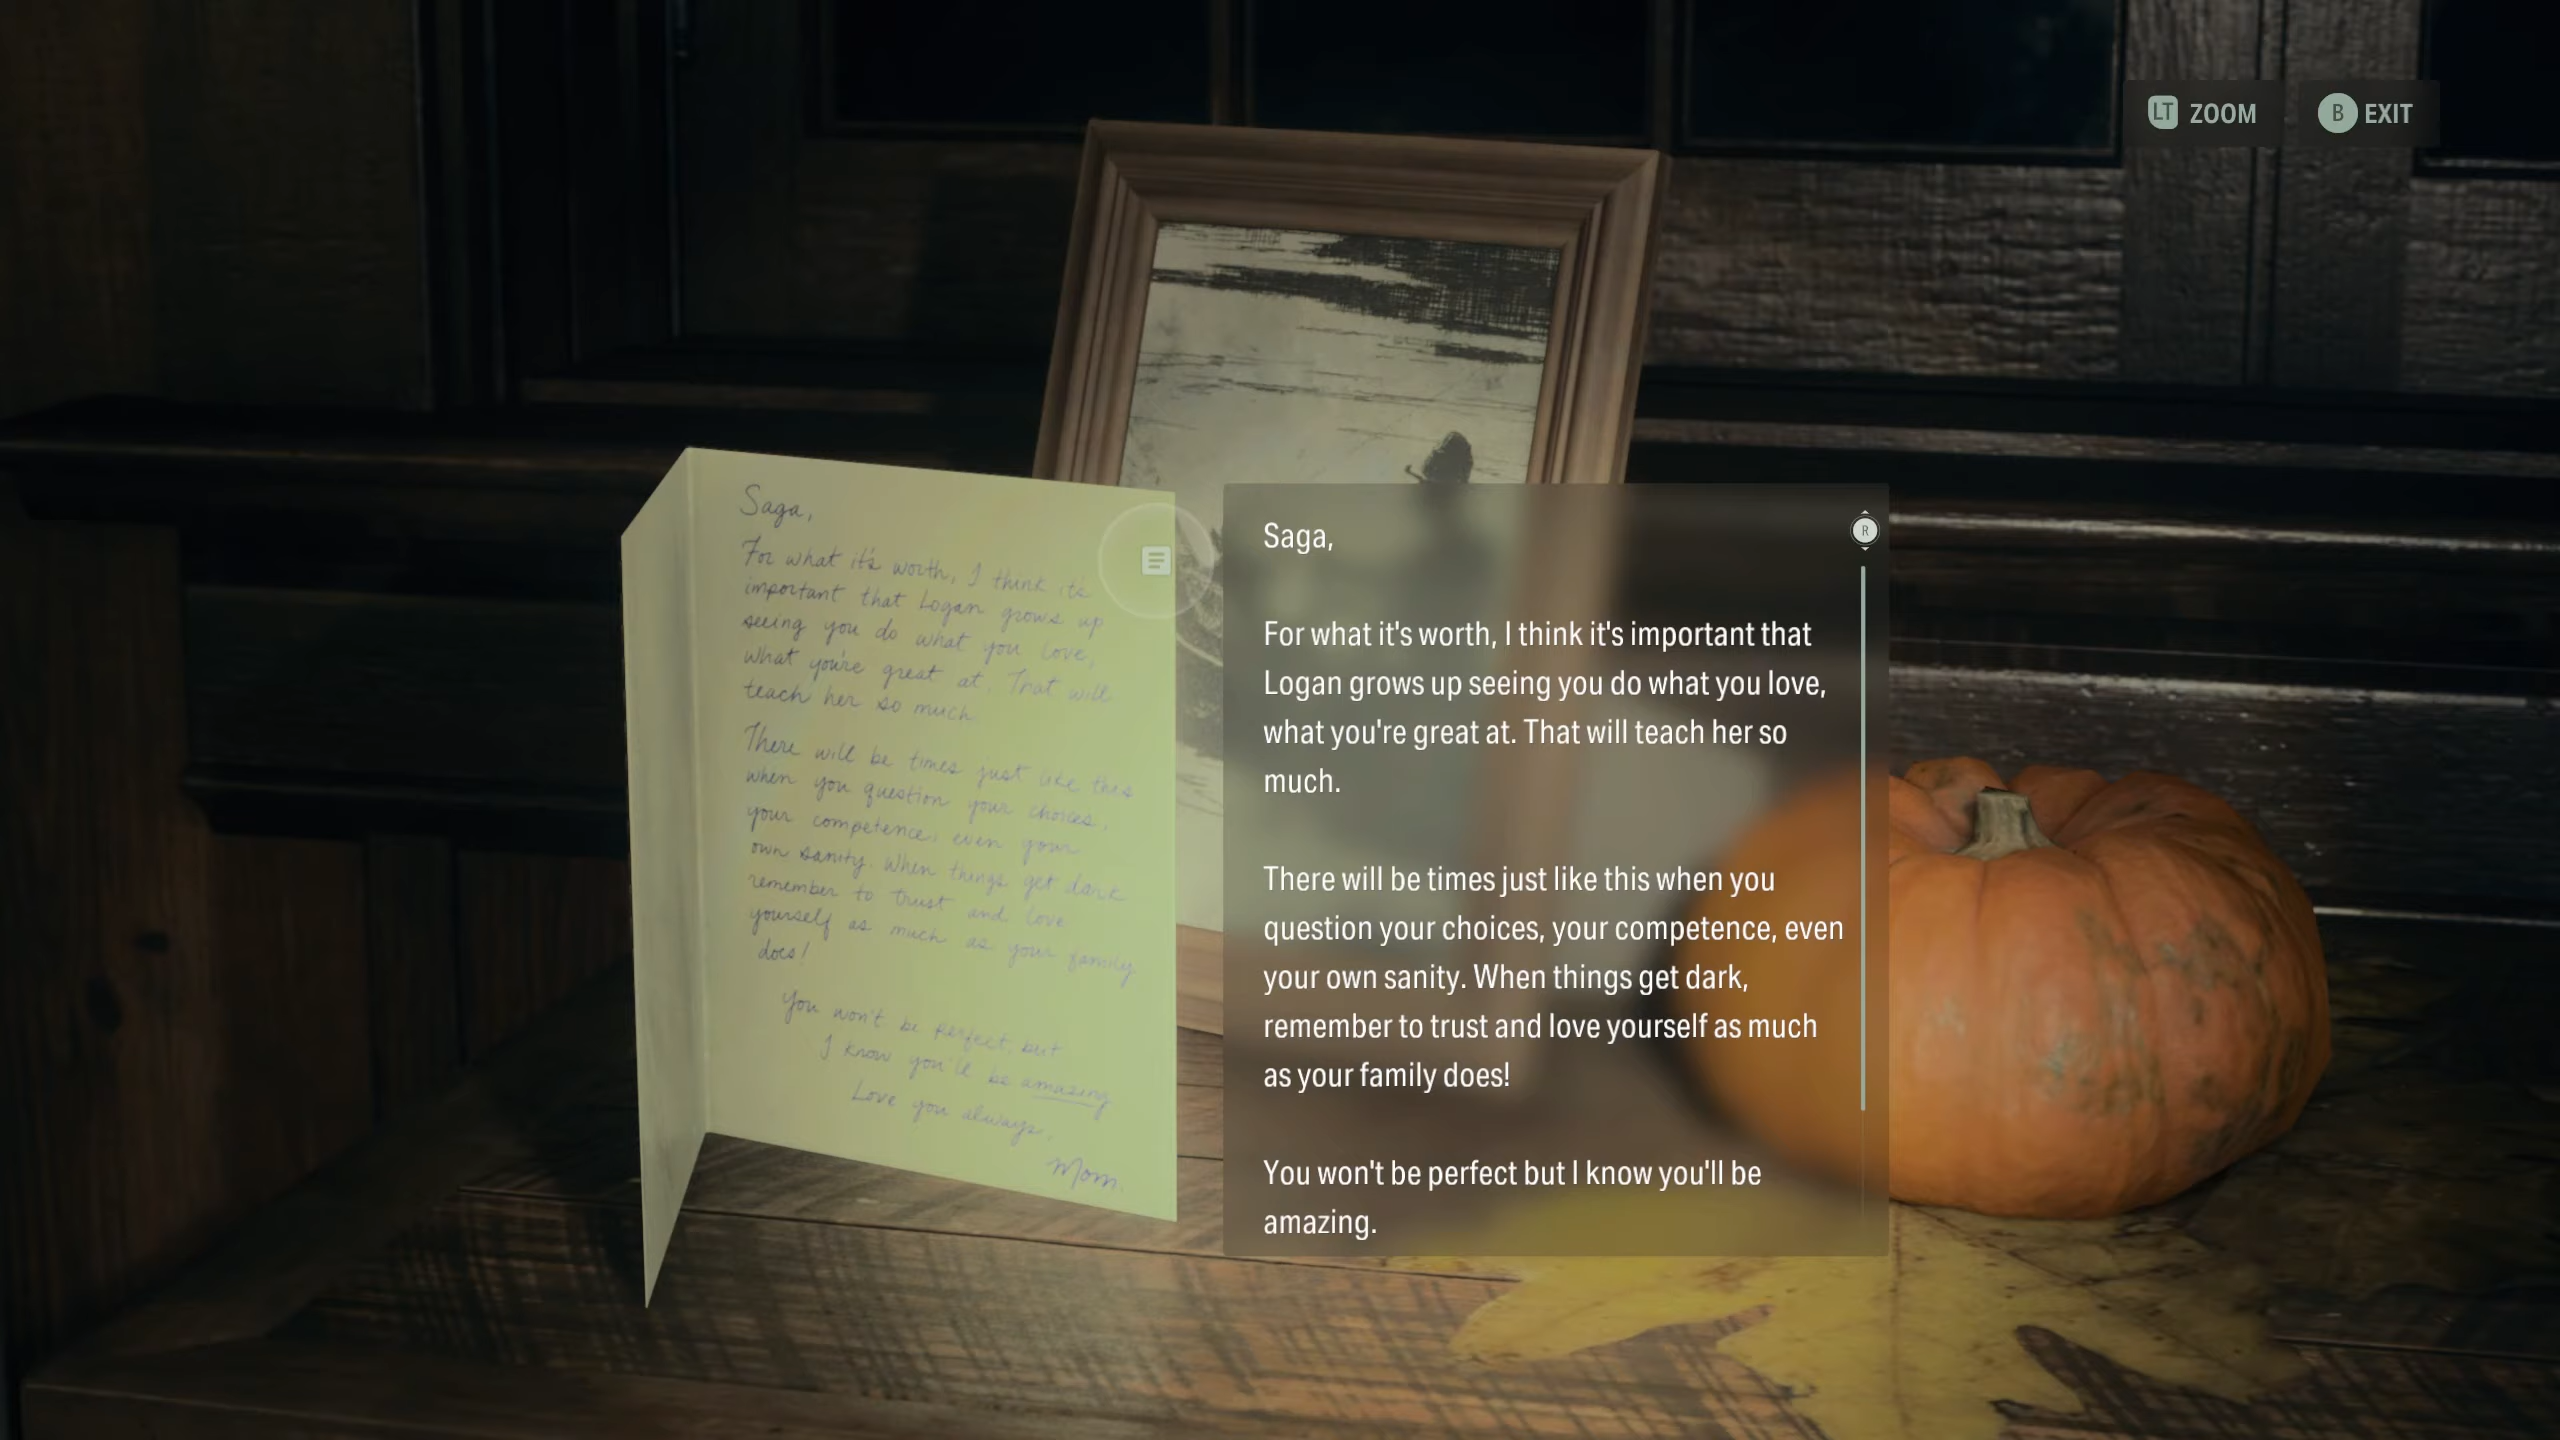 LT ZOOM
B EXIT
Saga,
For what it's worth, I think it's
important that Logan grows up
seeing you do what you love,
what you're great at. That will
teach her so much
There will be times just like this
when you question your choices,
your competence, even your
own sanity. When things get dark
remember to trust and love
yourself as much as your family
does!
You won't be perfect, but
I know you'll be amazing
Love you always,
Mom.
R
Saga,
For what it's worth, I think it's important that
Logan grows up seeing you do what you love,
what you're great at. That will teach her so
much.
There will be times just like this when you
question your choices, your competence, even
your own sanity. When things get dark,
remember to trust and love yourself as much
as your family does!
You won't be perfect but I know you'll be
amazing.